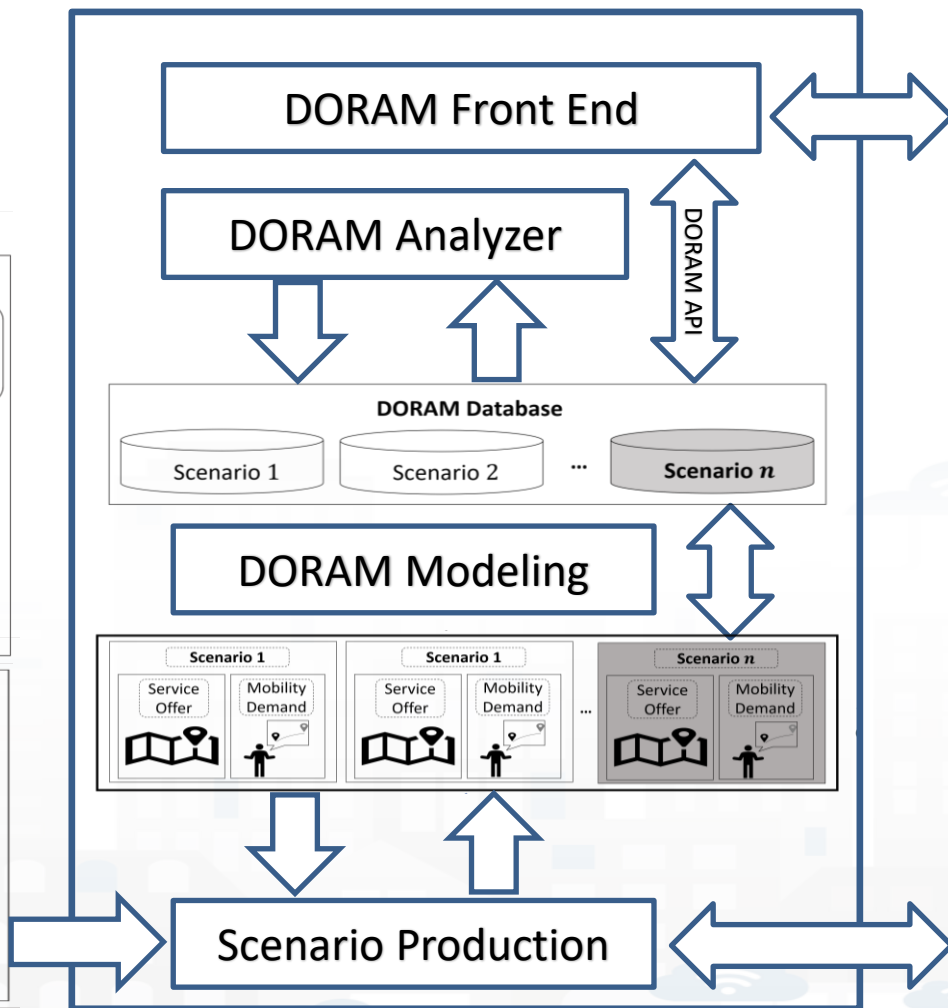 DORAM Front End
DORAM Analyzer
DORAM API
DORAM Database
Scenario 1
Scenario 2
...
Scenario n
DORAM Modeling
Scenario 1
Service
Offer
Mobility
Demand
Scenario 1
Service
Offer
Mobility
Demand
...
Scenario n
Service
Offer
Mobility
Demand
Scenario Production